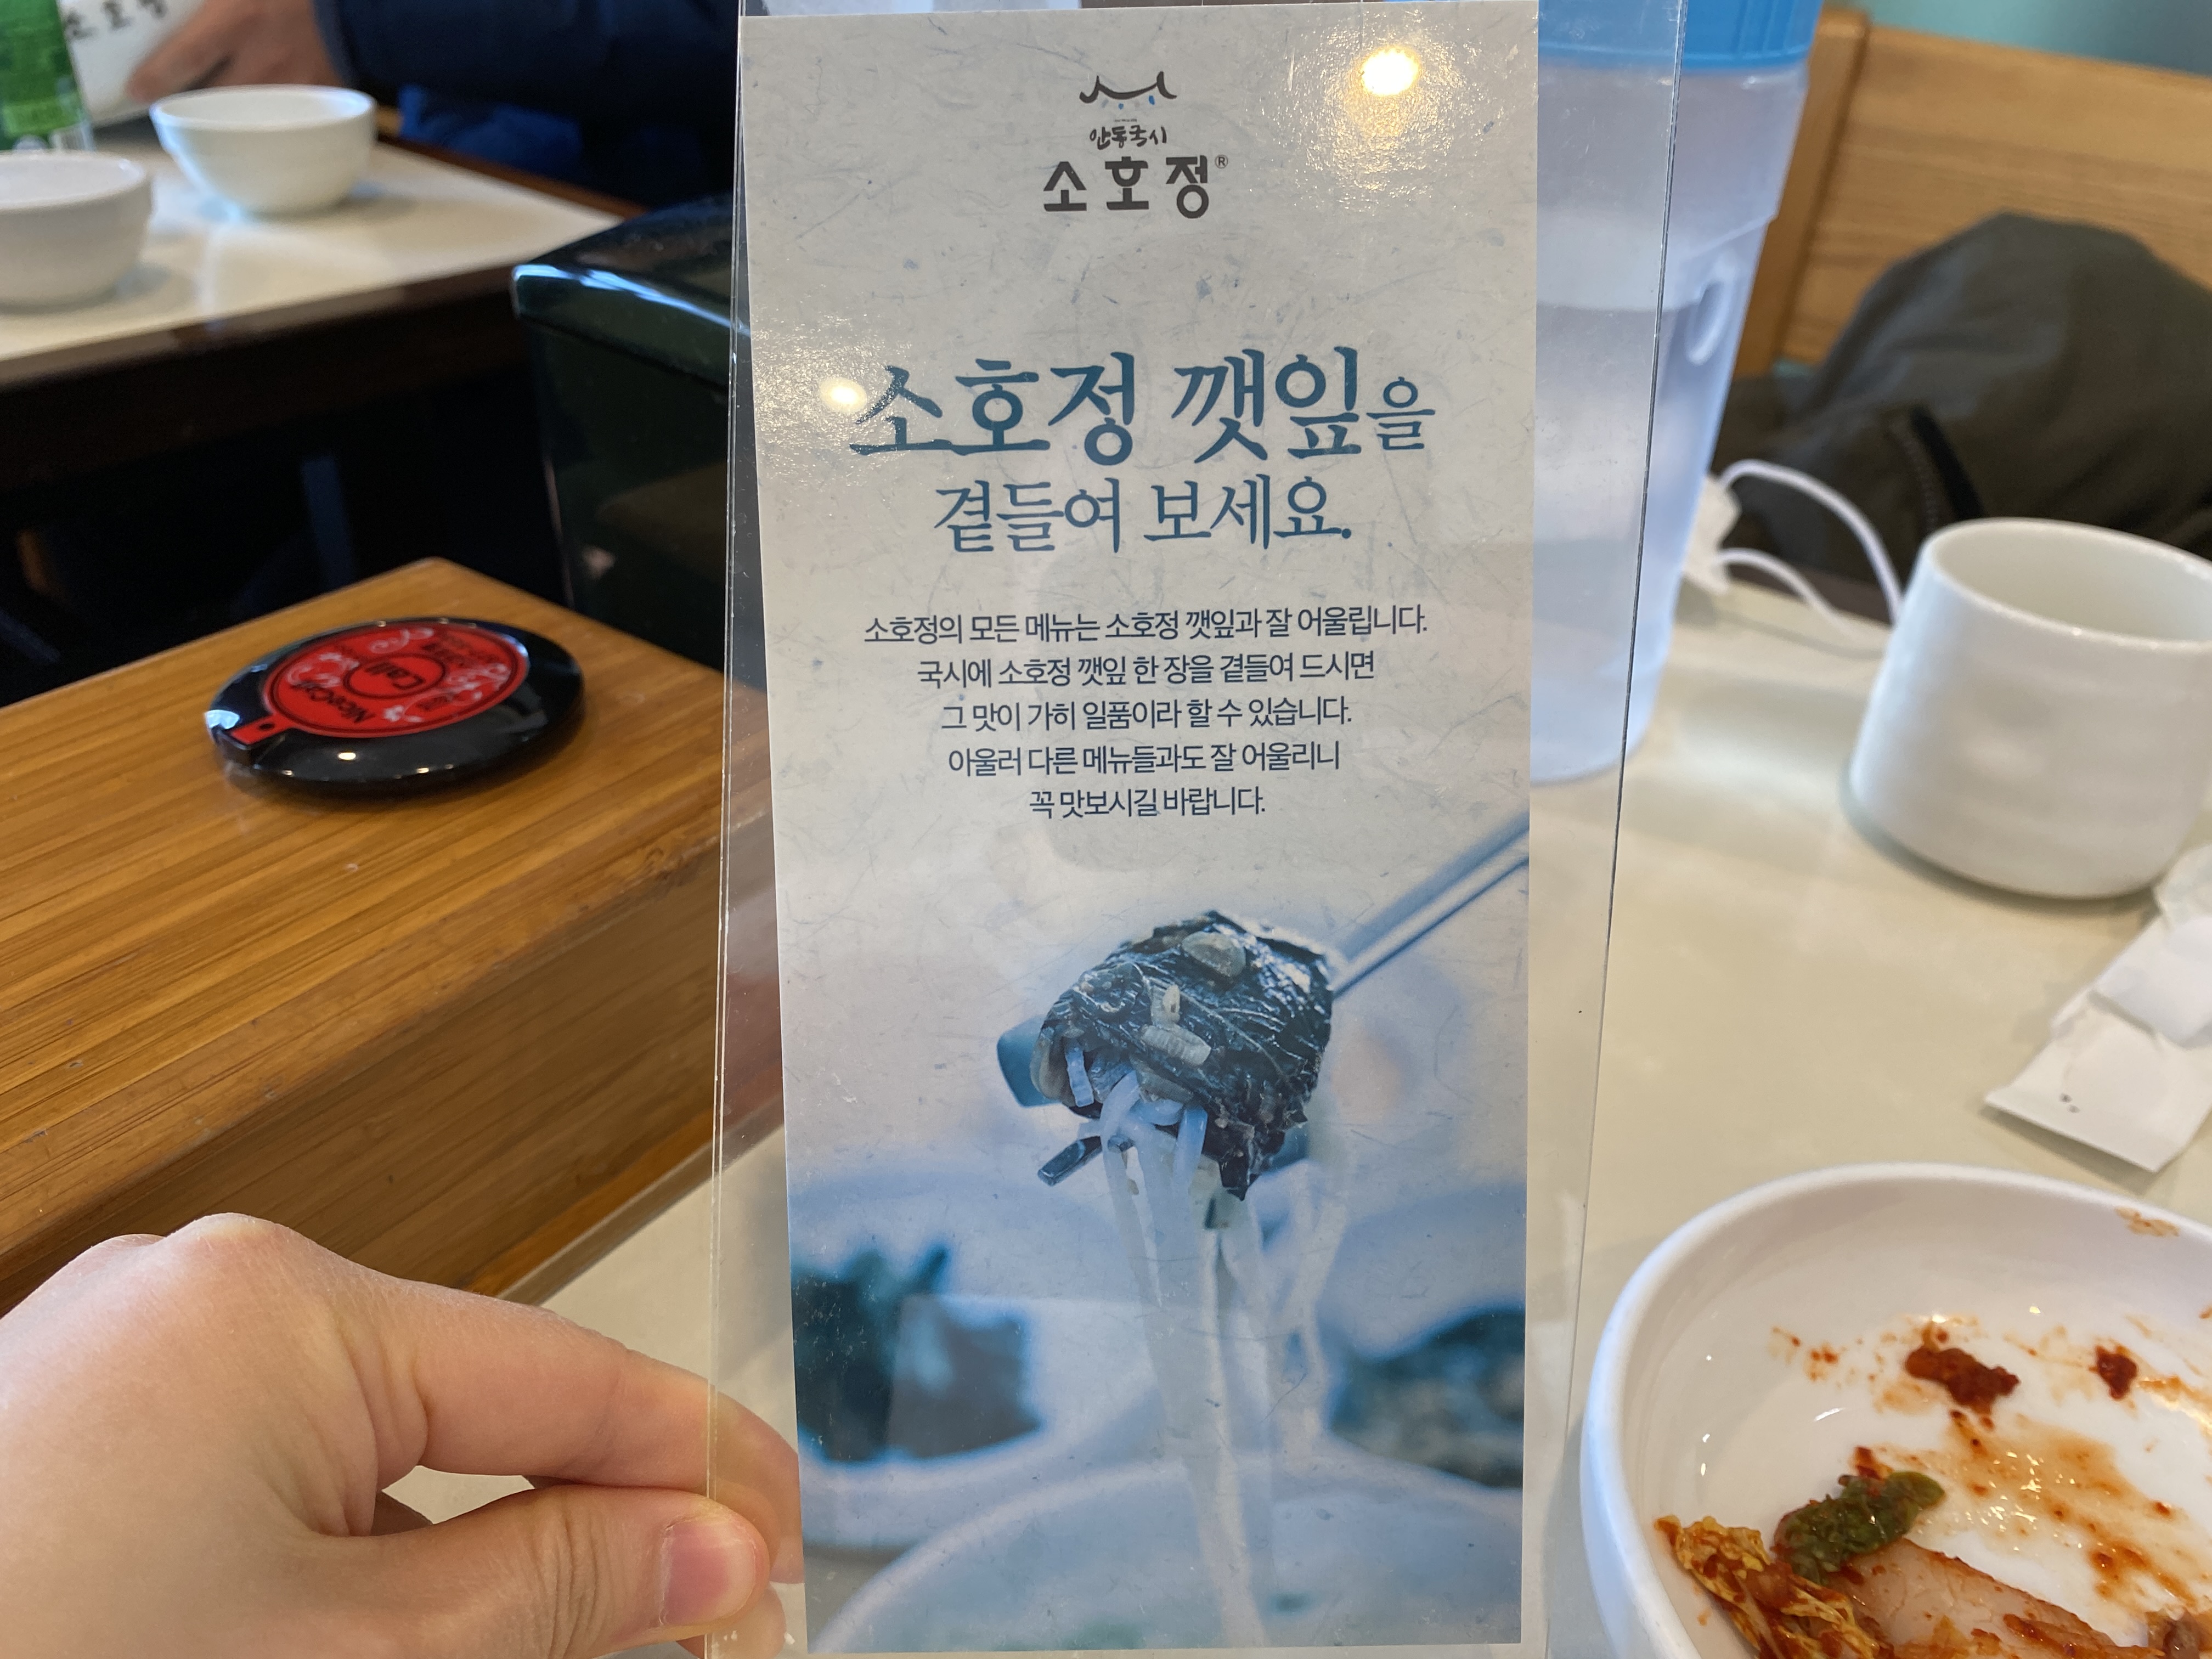 안동국시
소호정®
소호정 깻잎을
곁들여 보세요.
소호정의 모든 메뉴는 소호정 깻잎과 잘 어울립니다.
국시에 소호정 깻잎 한 장을 곁들여 드시면
그 맛이 가히 일품이라 할 수 있습니다.
아울러 다른 메뉴들과도 잘 어울리니
꼭 맛보시길 바랍니다.
Call
NiceCall
소호정